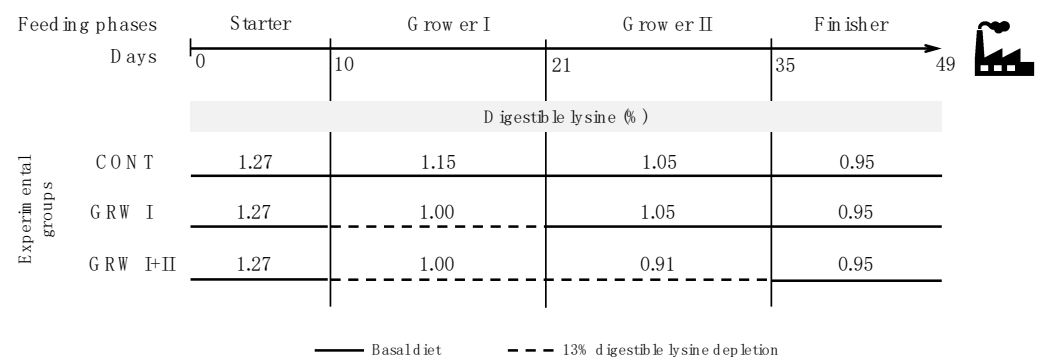 Feeding phases Starter Grower I Grower II Finisher
Days 0 10 21 35 49
Digestible lysine (%)
Experimental groups
CONT 1.27 1.15 1.05 0.95
GRW I 1.27 1.00 1.05 0.95
GRW I+II 1.27 1.00 0.91 0.95
Basal diet 13% digestible lysine depletion